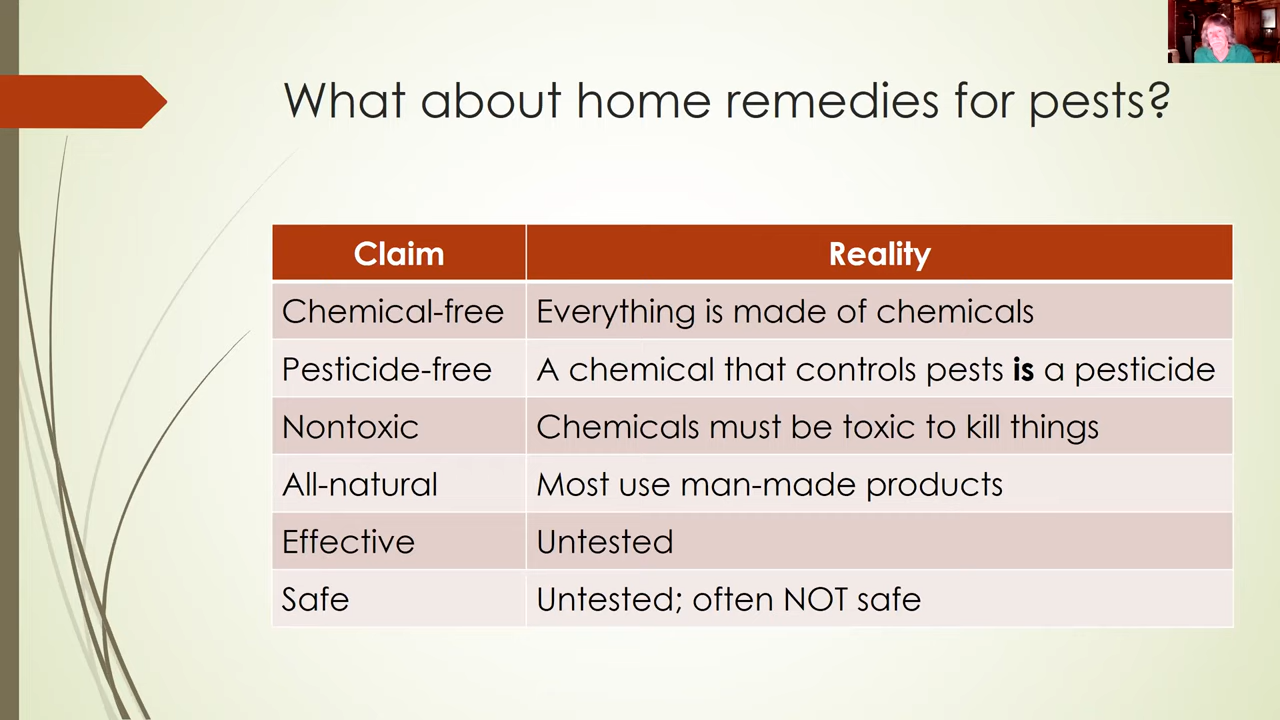 What about home remedies for pests?
Claim Reality
Chemical-free Everything is made of chemicals
Pesticide-free A chemical that controls pests is a pesticide
Nontoxic Chemicals must be toxic to kill things
All-natural Most use man-made products
Effective Untested
Safe Untested; often NOT safe